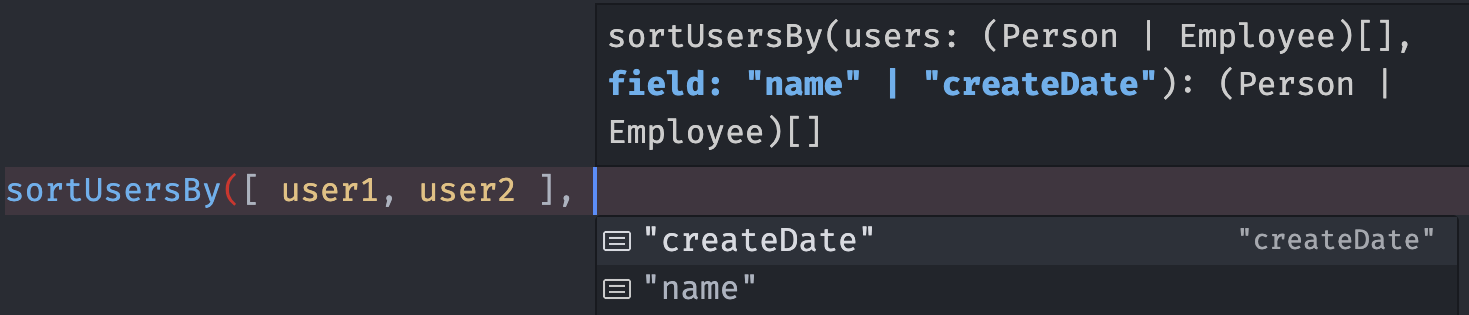 sortUsersBy(users: (Person | Employee)[],
field: "name" | "createDate"): (Person |
Employee)[]
sortUsersBy([ user1, user2 ],
"createDate" "createDate"
"name"